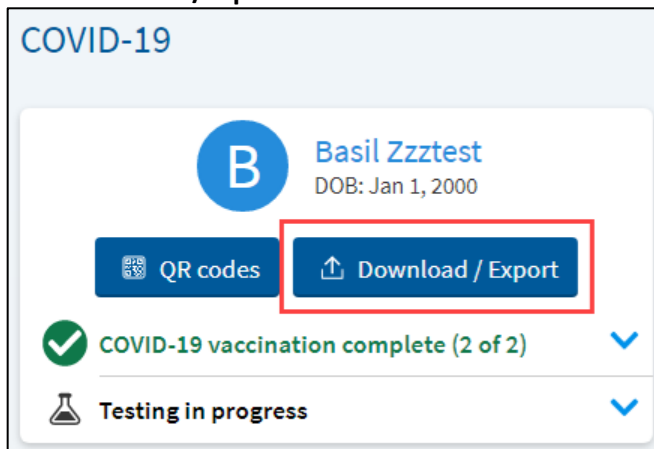 COVID-19
B
Basil Zzztest
DOB: Jan 1, 2000
QR codes
Download / Export
COVID-19 vaccination complete (2 of 2)
Testing in progress